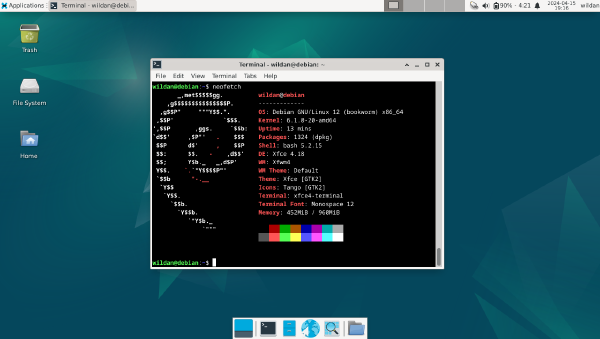 Applications
Terminal - wildan@debi...
90% - 4:21
2024-04-15
19:16
wildan
Trash
File System
Home
Terminal - wildan@debian: ~
File Edit View Terminal Tabs Help
wildan@debian:~$ neofetch
wildan@debian
-------------
OS: Debian GNU/Linux 12 (bookworm) x86_64
Kernel: 6.1.0-20-amd64
Uptime: 13 mins
Packages: 1324 (dpkg)
Shell: bash 5.2.15
DE: Xfce 4.18
WM: Xfwm4
WM Theme: Default
Theme: Xfce [GTK2]
Icons: Tango [GTK2]
Terminal: xfce4-terminal
Terminal Font: Monospace 12
Memory: 452MiB / 960MiB
wildan@debian:~$